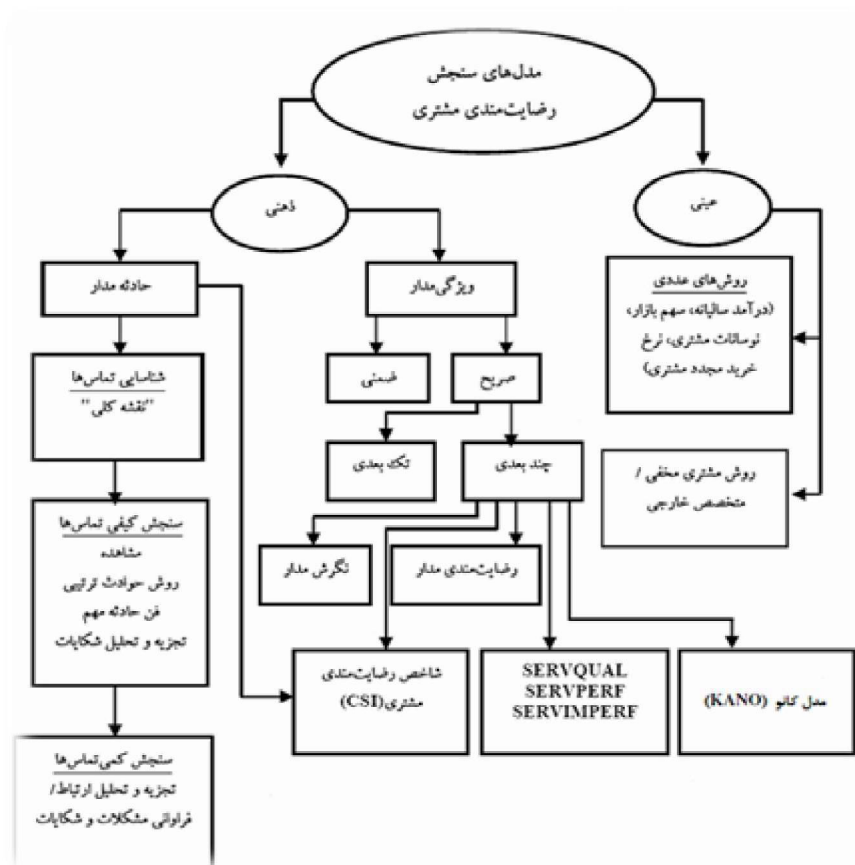 مدل‌های سنجش
رضایت‌مندی مشتری
عینی
ذهنی
روش‌های عددی
(درآمد سالیانه، سهم بازار،
نوسانات مشتری، نرخ
خرید مجدد مشتری)
روش مشتری مخفی /
متخصص خارجی
ویژگی‌مدار
حادثه مدار
صریح
ضمنی
چند بعدی
تک بعدی
رضایت‌مندی مدار
نگرش مدار
مدل کانو (KANO)
SERVQUAL
SERVPERF
SERVIMPERF
شاخص رضایت‌مندی
مشتری(CSI)
شناسایی تماس‌ها
"نقشه کلی"
سنجش کیفی تماس‌ها
مشاهده
روش حوادث ترتیبی
فن حادثه مهم
تجزیه و تحلیل شکایات
سنجش کمی‌تماس‌ها
تجزیه و تحلیل ارتباط/
فراوانی مشکلات و شکایات